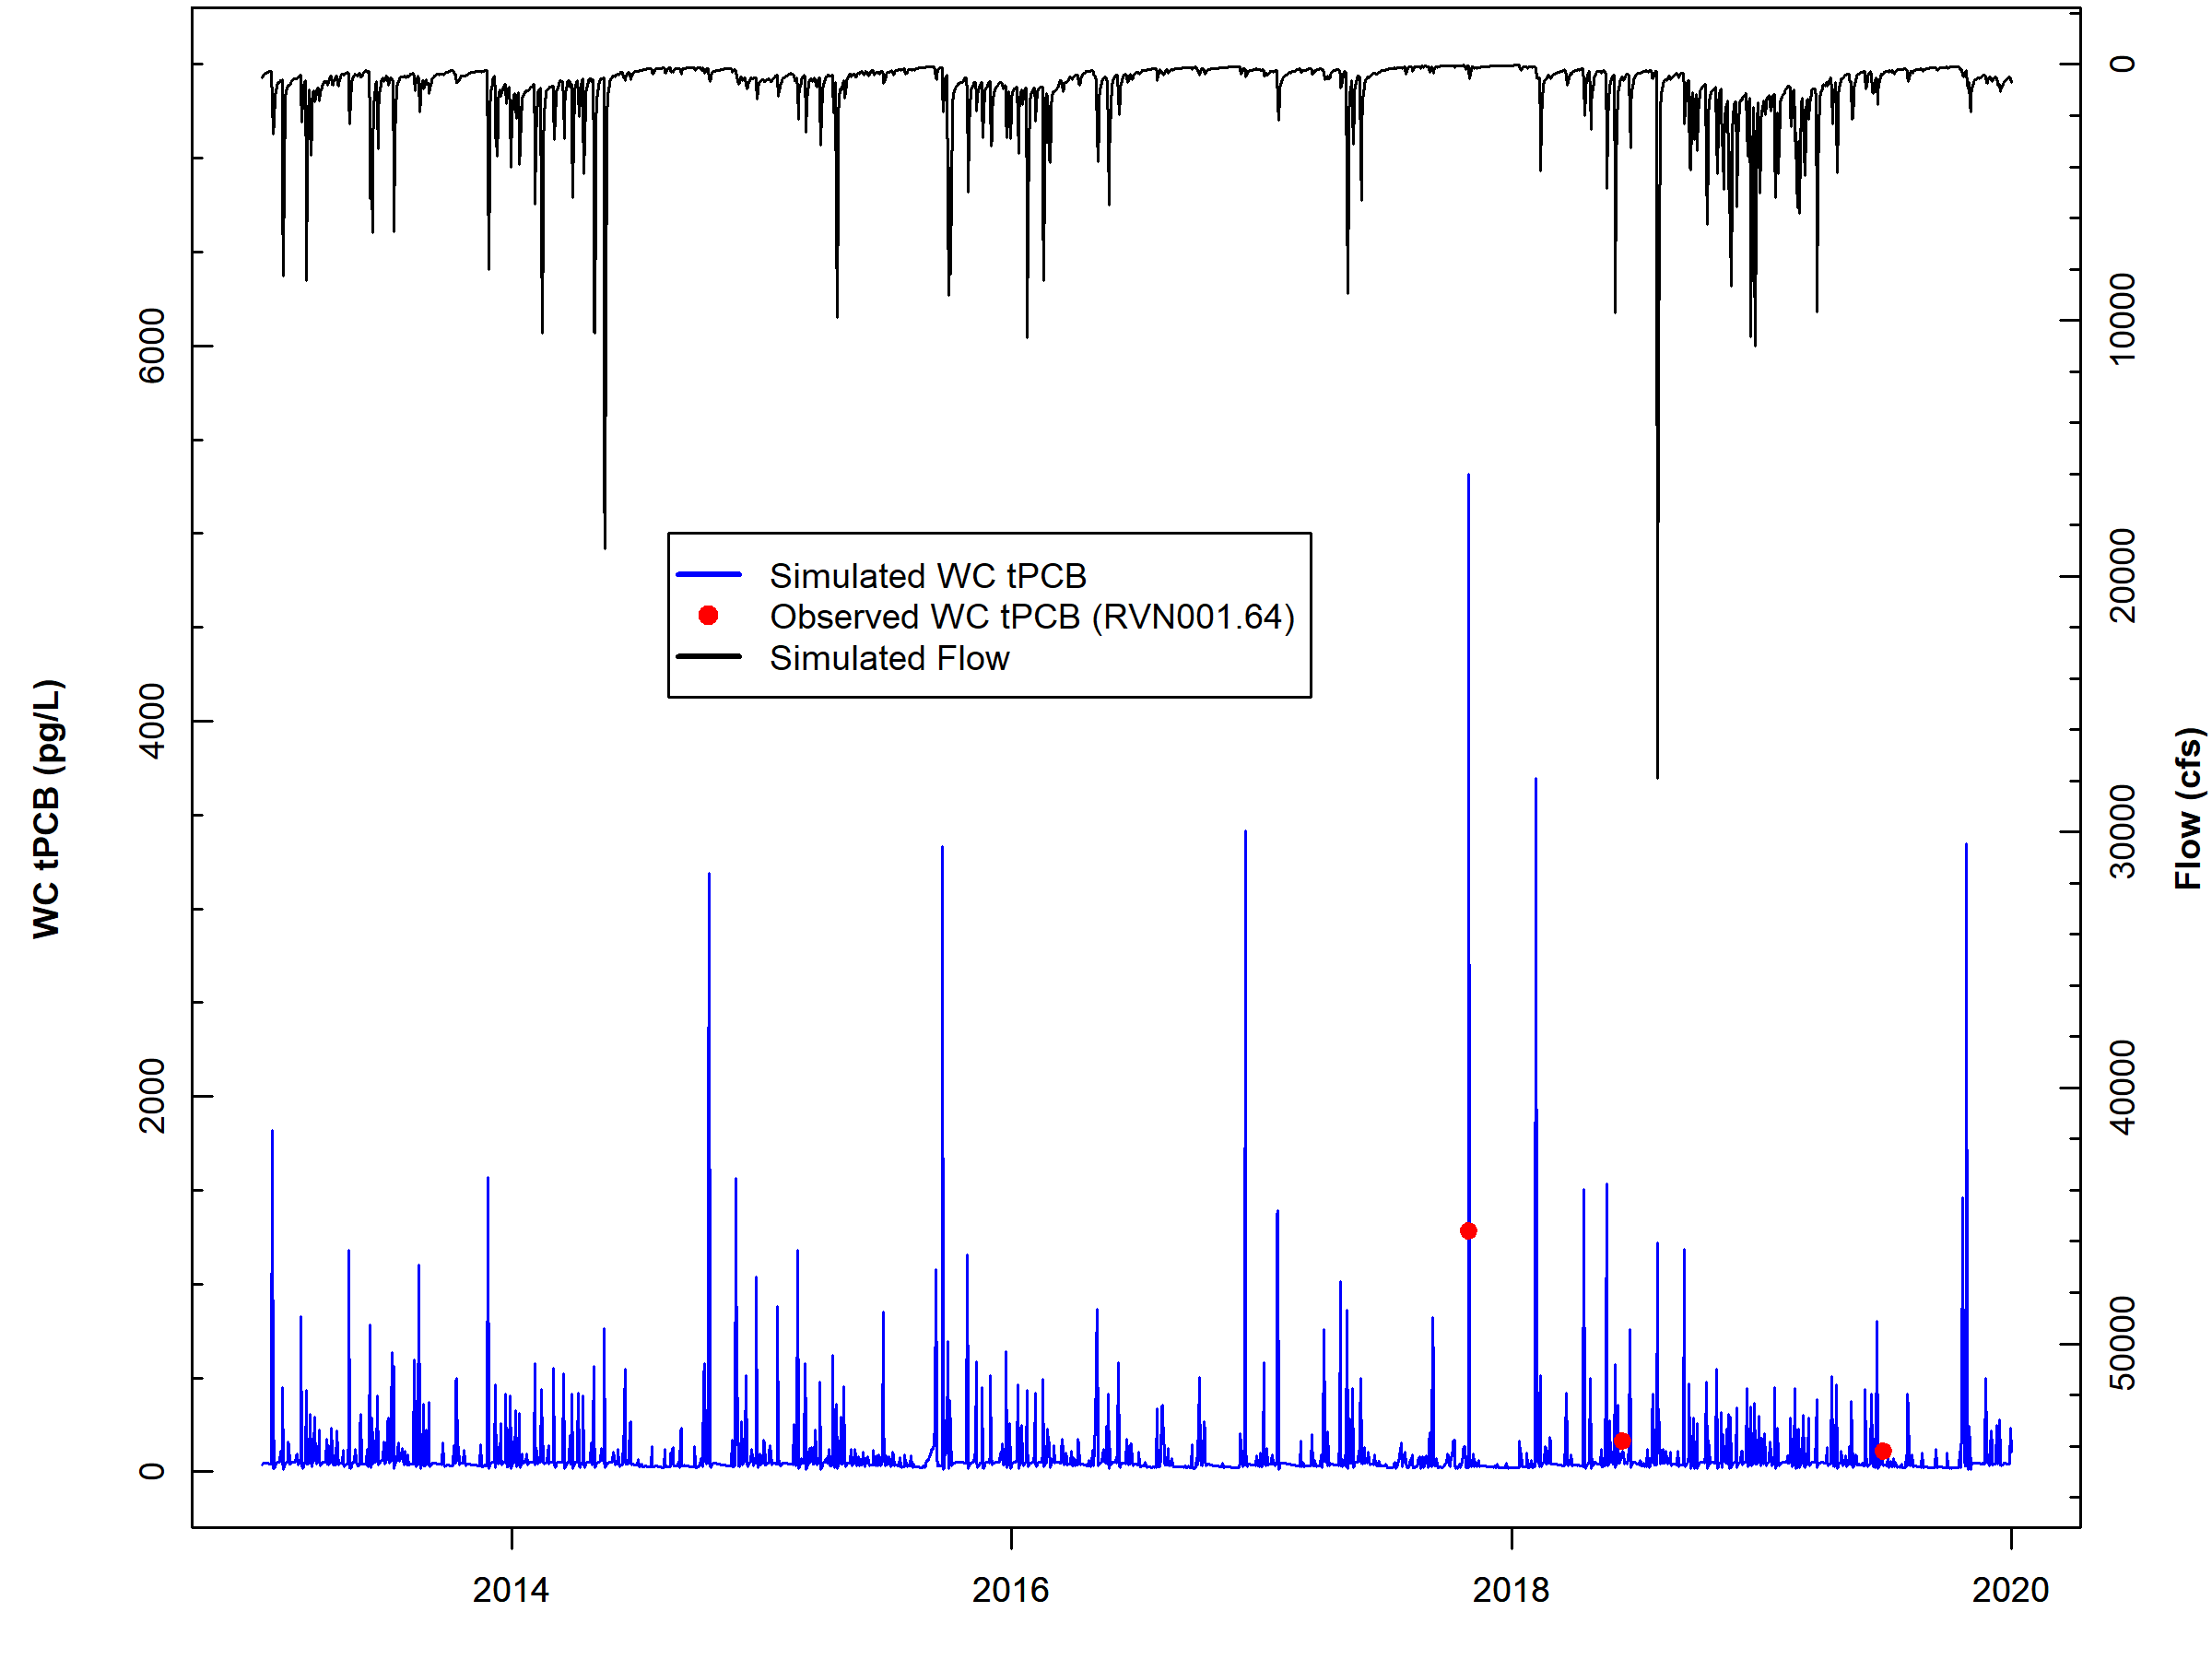 WC tPCB (pg/L)
0
2000
4000
6000
Simulated WC tPCB
Observed WC tPCB (RVN001.64)
Simulated Flow
0
10000
20000
30000
40000
50000
Flow (cfs)
2014
2016
2018
2020